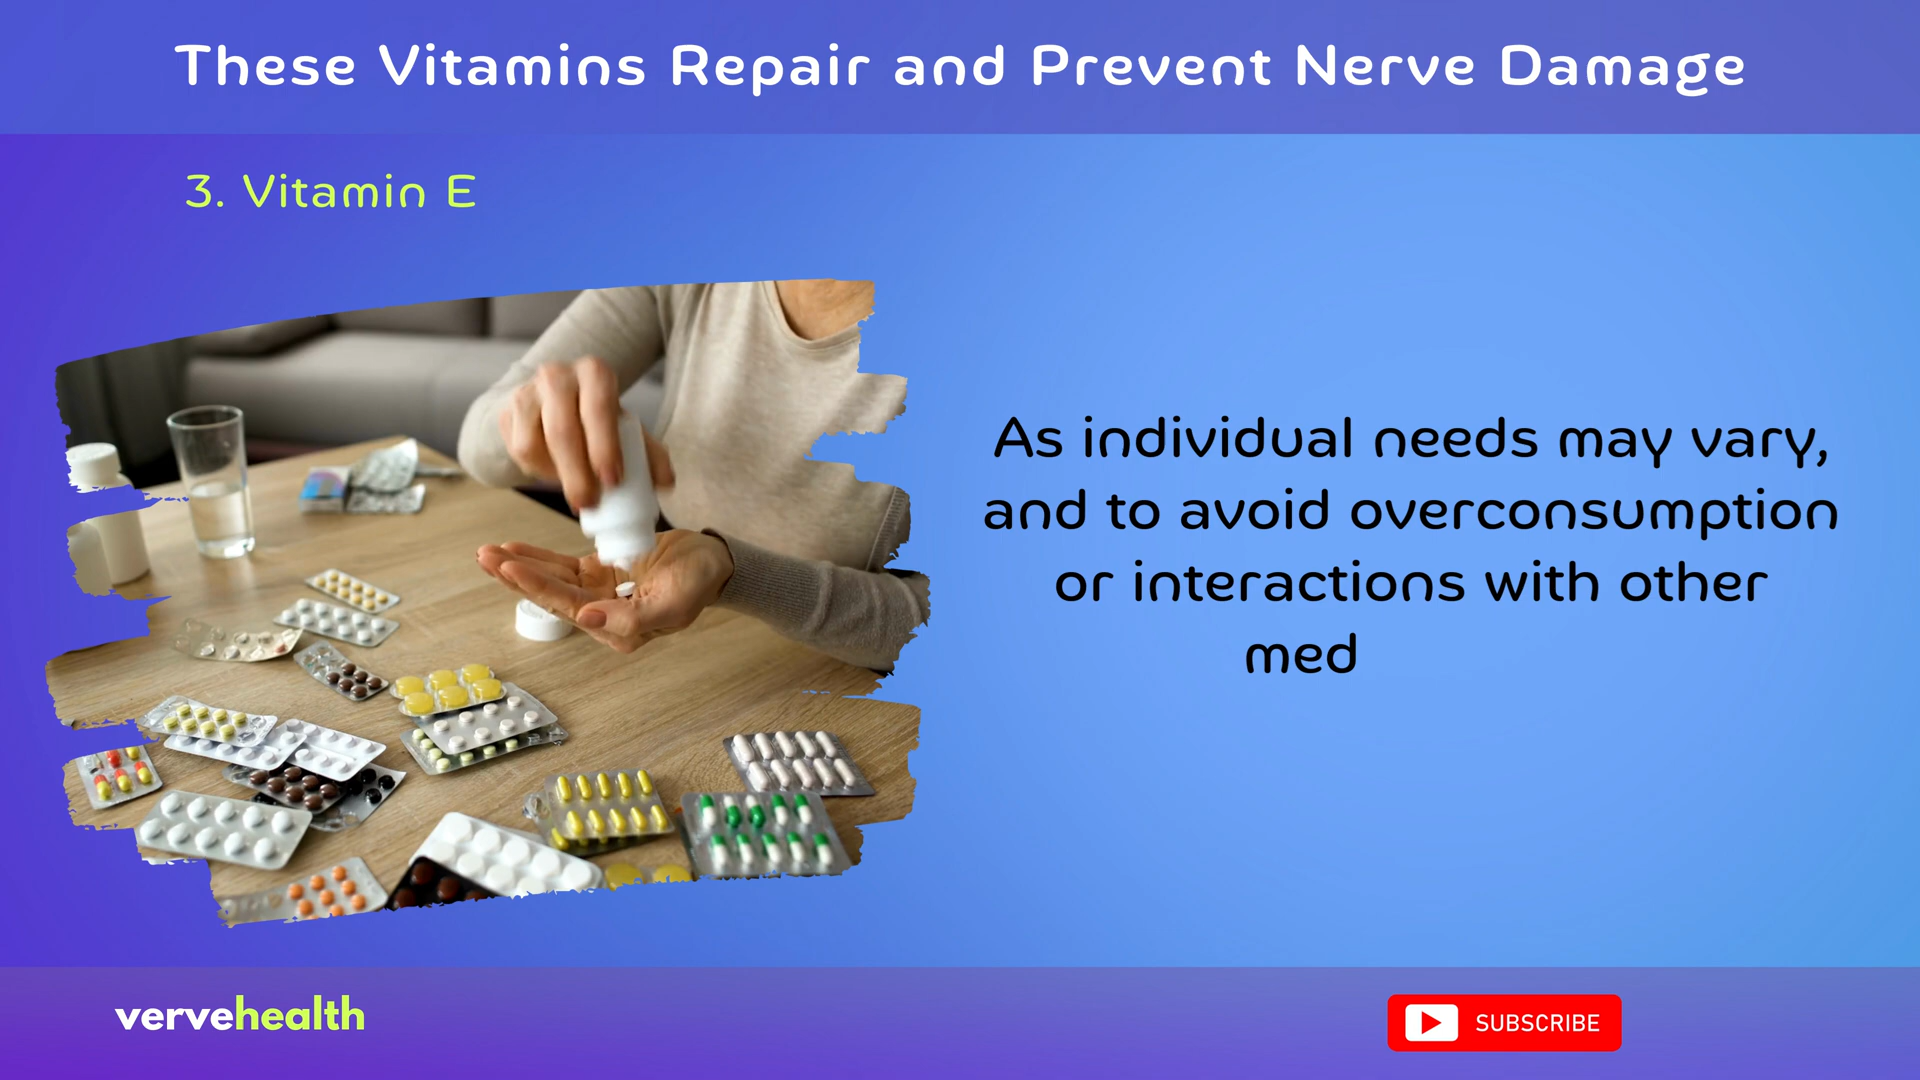 These Vitamins Repair and Prevent Nerve Damage
3. Vitamin E
As individual needs may vary,
and to avoid overconsumption
or interactions with other
med
vervehealth
SUBSCRIBE